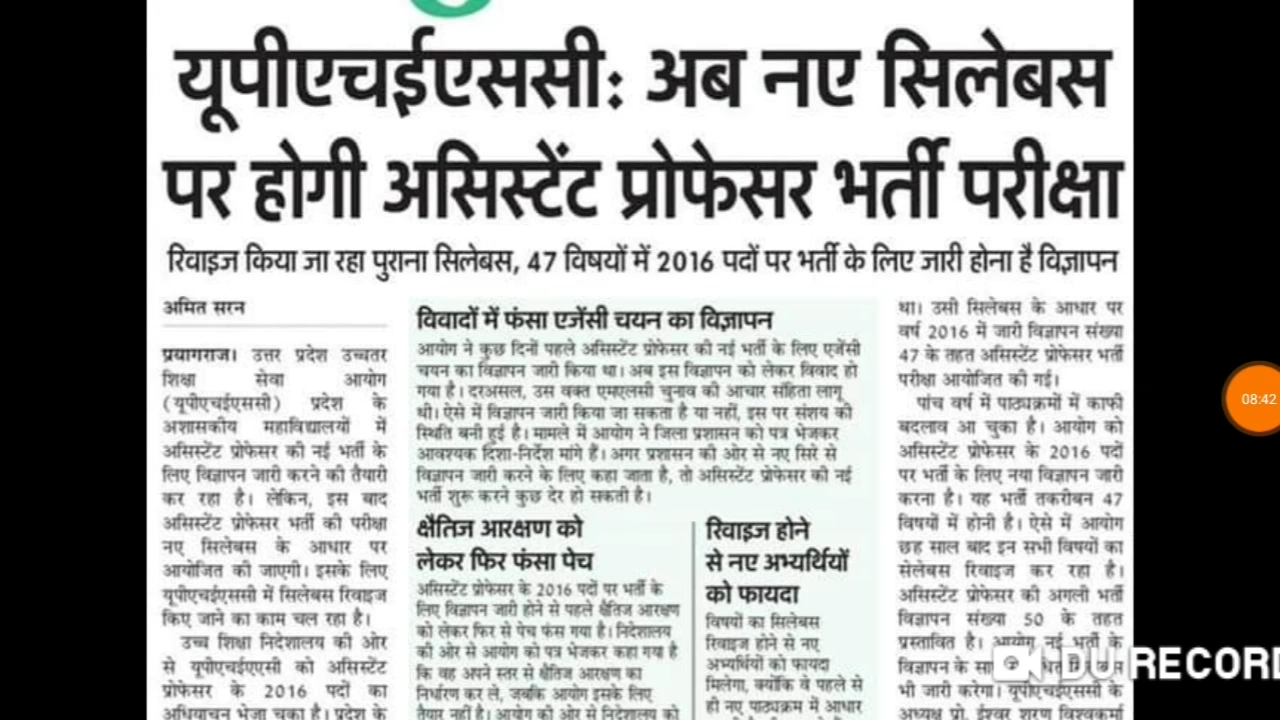 यूपीएचईएससी: अब नए सिलेबस
पर होगी असिस्टेंट प्रोफेसर भर्ती परीक्षा
रिवाइज किया जा रहा पुराना सिलेबस, 47 विषयों में 2016 पदों पर भर्ती के लिए जारी होना है विज्ञापन
अमित सरन
प्रयागराज। उत्तर प्रदेश उच्चतर
शिक्षा सेवा आयोग
(यूपीएचईएससी) प्रदेश के
अशासकीय महाविद्यालयों में
असिस्टेंट प्रोफेसर की नई भर्ती के
लिए विज्ञापन जारी करने की तैयारी
कर रहा है। लेकिन, इस बाद
असिस्टेंट प्रोफेसर भर्ती की परीक्षा
नए सिलेबस के आधार पर
आयोजित की जाएगी। इसके लिए
यूपीएचईएससी में सिलेबस रिवाइज
किए जाने का काम चल रहा है।
उच्च शिक्षा निदेशालय की ओर
से यूपीएचईएएसी को असिस्टेंट
प्रोफेसर के 2016 पदों का
अधियाचन भेजा चुका है। प्रदेश के
विवादों में फंसा एजेंसी चयन का विज्ञापन
आयोग ने कुछ दिनों पहले असिस्टेंट प्रोफेसर की नई भर्ती के लिए एजेंसी
चयन का विज्ञापन जारी किया था। अब इस विज्ञापन को लेकर विवाद हो
गया है। दरअसल, उस वक्त एमएलसी चुनाव की आचार संहिता लागू
थी। ऐसे में विज्ञापन जारी किया जा सकता है या नहीं, इस पर संशय की
स्थिति बनी हुई है। मामले में आयोग ने जिला प्रशासन को पत्र भेजकर
आवश्यक दिशा-निर्देश मांगे हैं। अगर प्रशासन की ओर से नए सिरे से
विज्ञापन जारी करने के लिए कहा जाता है, तो असिस्टेंट प्रोफेसर की नई
भर्ती शुरू करने कुछ देर हो सकती है।
क्षैतिज आरक्षण को
लेकर फिर फंसा पेच
असिस्टेंट प्रोफेसर के 2016 पदों पर भर्ती के
लिए विज्ञापन जारी होने से पहले क्षैतिज आरक्षण
को लेकर फिर से पेच फंस गया है। निदेशालय
की ओर से आयोग को पत्र भेजकर कहा गया है
कि वह अपने स्तर से क्षैतिज आरक्षण का
निर्धारण कर ले, जबकि आयोग इसके लिए
तैयार नहीं है। आयोग की ओर से निदेशालय को
रिवाइज होने
से नए अभ्यर्थियों
को फायदा
विषयों का सिलेबस
रिवाइज होने से नए
अभ्यर्थियों को फायदा
मिलेगा, क्योंकि वे पहले से
ही नए पाठ्यक्रम में आधार
था। उसी सिलेबस के आधार पर
वर्ष 2016 में जारी विज्ञापन संख्या
47 के तहत असिस्टेंट प्रोफेसर भर्ती
परीक्षा आयोजित की गई।
पांच वर्ष में पाठ्यक्रमों में काफी
बदलाव आ चुका है। आयोग को
असिस्टेंट प्रोफेसर के 2016 पदों
पर भर्ती के लिए नया विज्ञापन जारी
करना है। यह भर्ती तकरीबन 47
विषयों में होनी है। ऐसे में आयोग
छह साल बाद इन सभी विषयों का
सेलेबस रिवाइज कर रहा है।
असिस्टेंट प्रोफेसर की अगली भर्ती
विज्ञापन संख्या 50 के तहत
प्रस्तावित है। आयोग नई भर्ती के
विज्ञापन के
भी जारी करेगा। यूपीएचईएससी के
अध्यक्ष प्रो. ईश्वर शरण विश्वकर्मा
08:42
DU RECORD